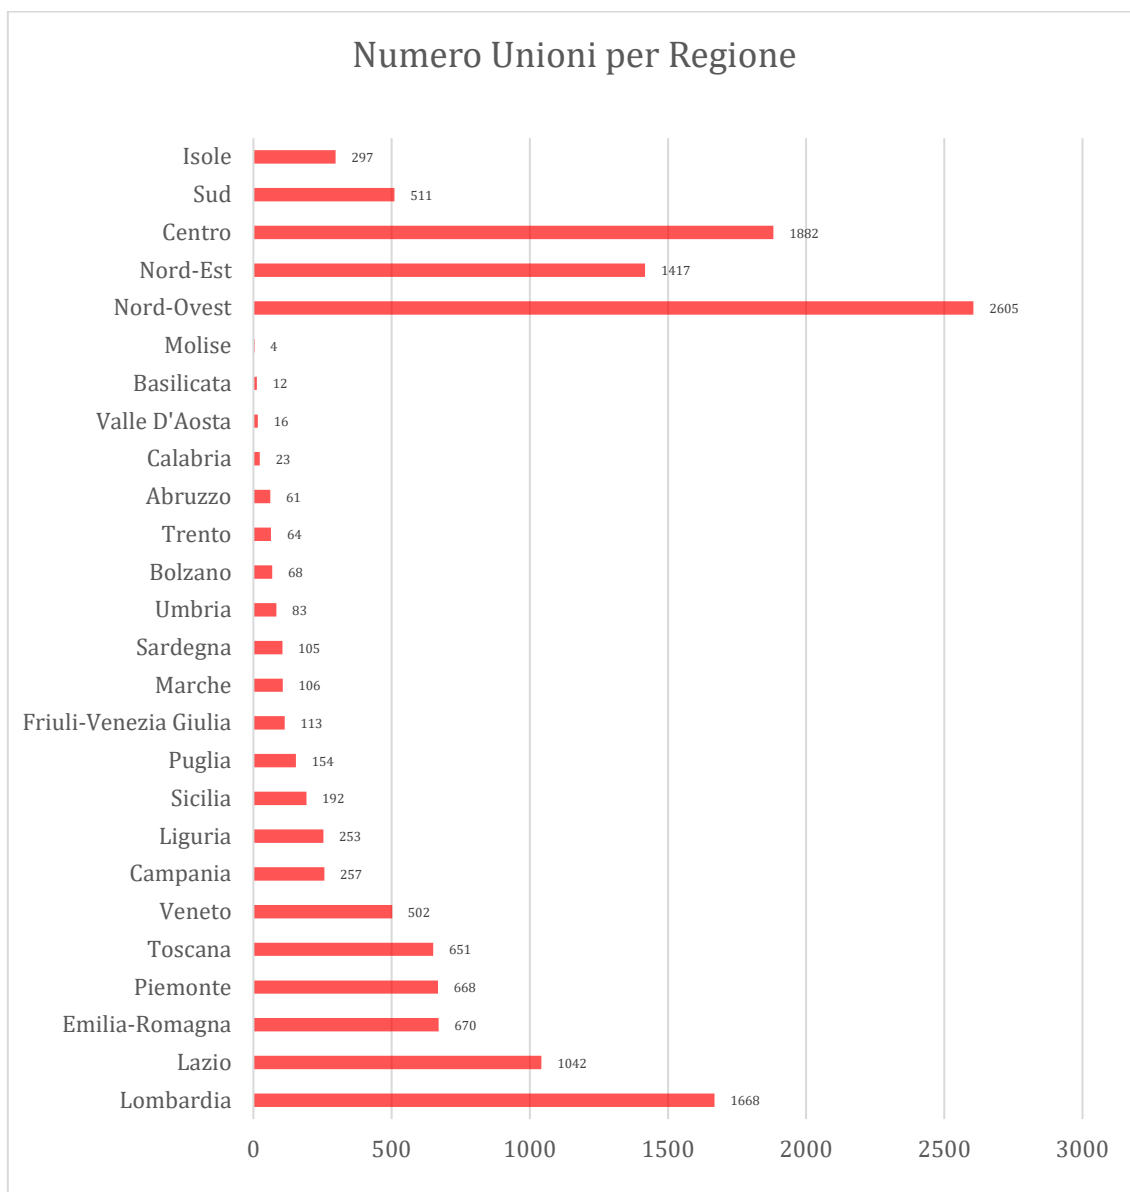 Numero Unioni per Regione
Isole 297
Sud 511
Centro 1882
Nord-Est 1417
Nord-Ovest 2605
Molise 4
Basilicata 12
Valle D'Aosta 16
Calabria 23
Abruzzo 61
Trento 64
Bolzano 68
Umbria 83
Sardegna 105
Marche 106
Friuli-Venezia Giulia 113
Puglia 154
Sicilia 192
Liguria 253
Campania 257
Veneto 502
Toscana 651
Piemonte 668
Emilia-Romagna 670
Lazio 1042
Lombardia 1668
0 500 1000 1500 2000 2500 3000